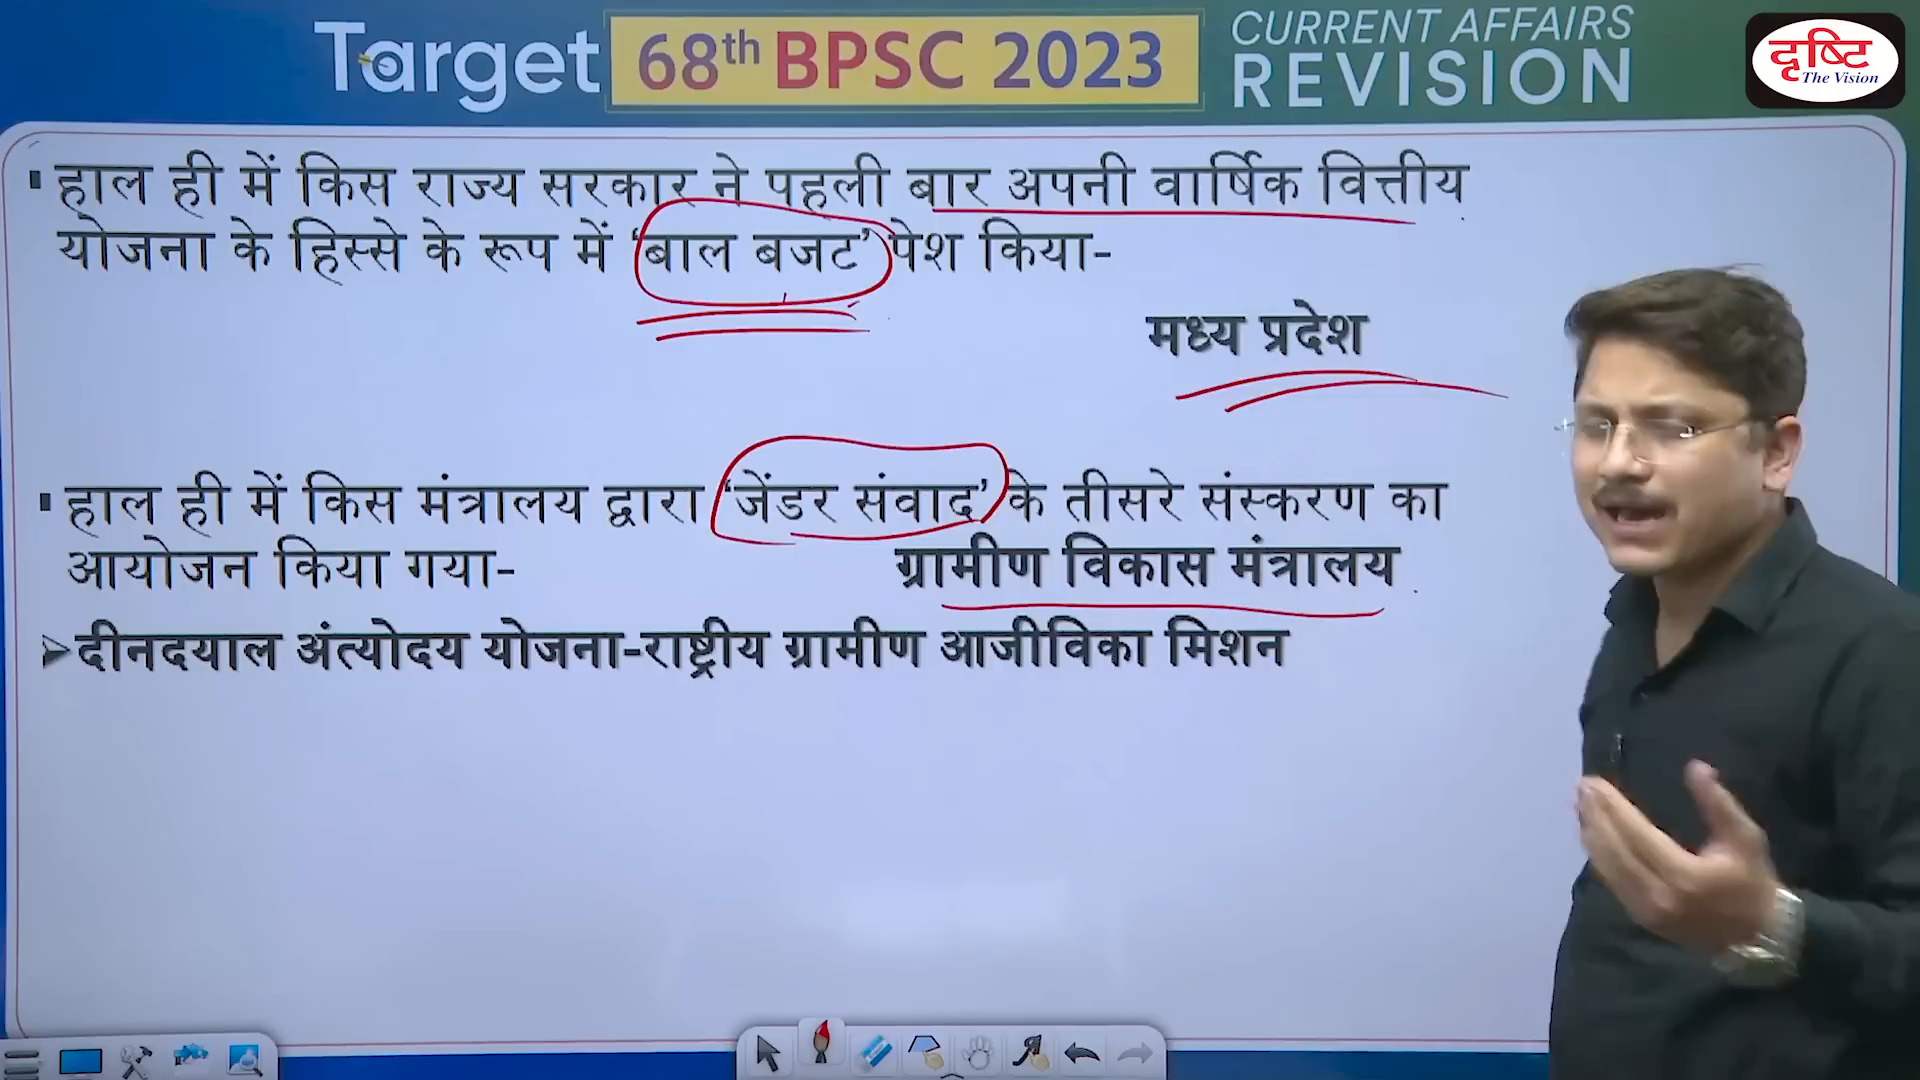 Target 68th BPSC 2023 CURRENT AFFAIRS
REVISION
दृष्टि
The Vision
▪ हाल ही में किस राज्य सरकार ने पहली बार अपनी वार्षिक वित्तीय
योजना के हिस्से के रूप में ‘बाल बजट’ पेश किया-
मध्य प्रदेश
▪ हाल ही में किस मंत्रालय द्वारा ‘जेंडर संवाद’ के तीसरे संस्करण का
आयोजन किया गया-
ग्रामीण विकास मंत्रालय
➢दीनदयाल अंत्योदय योजना-राष्ट्रीय ग्रामीण आजीविका मिशन